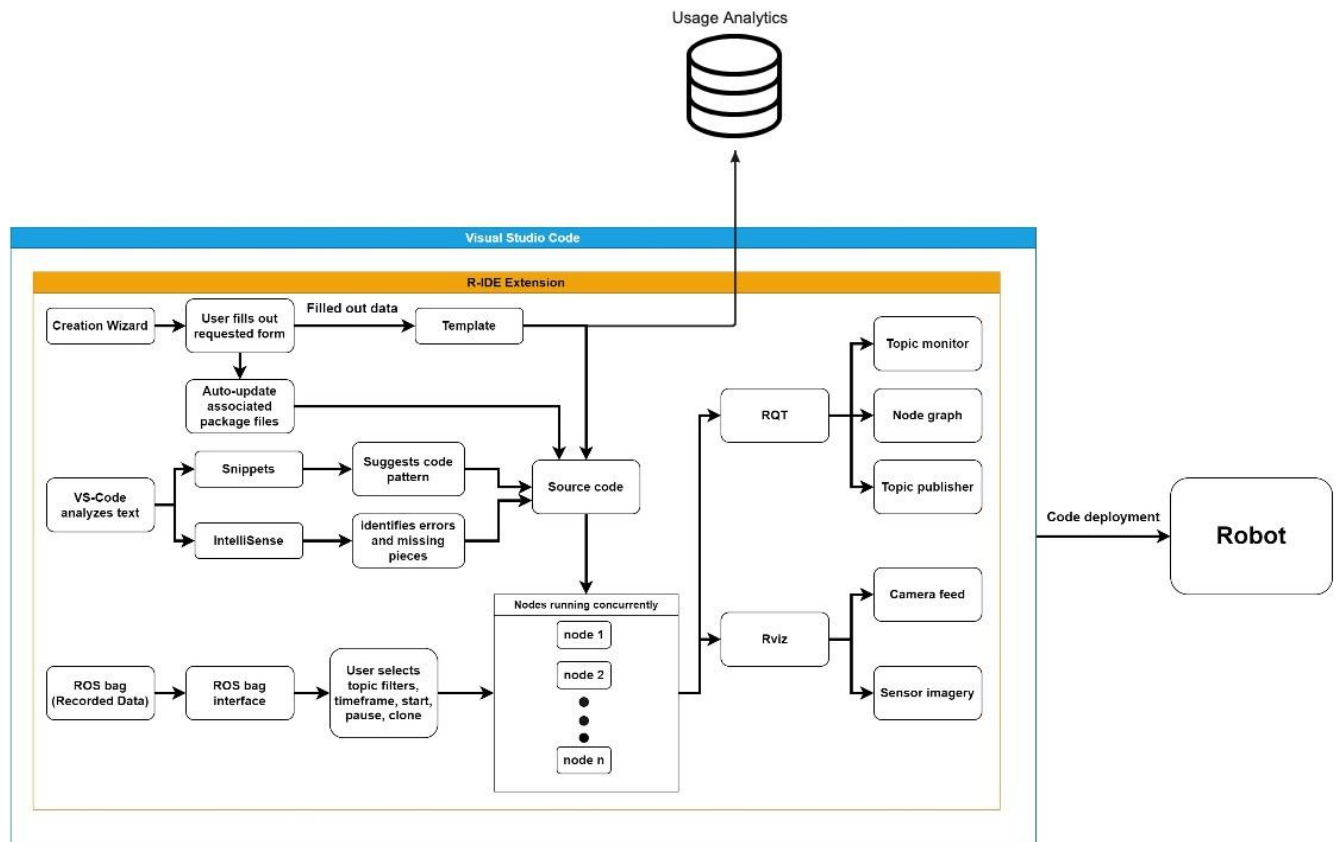 Usage Analytics
Visual Studio Code
R-IDE Extension
Creation Wizard
User fills out
requested form
Filled out data
Template
Auto-update
associated
package files
Snippets
Suggests code
pattern
VS-Code
analyzes text
IntelliSense
identifies errors
and missing
pieces
Source code
Nodes running concurrently
node 1
node 2
node n
ROS bag
(Recorded Data)
ROS bag
interface
User selects
topic filters,
timeframe, start,
pause, clone
RQT
Topic monitor
Node graph
Topic publisher
Rviz
Camera feed
Sensor imagery
Code deployment
Robot